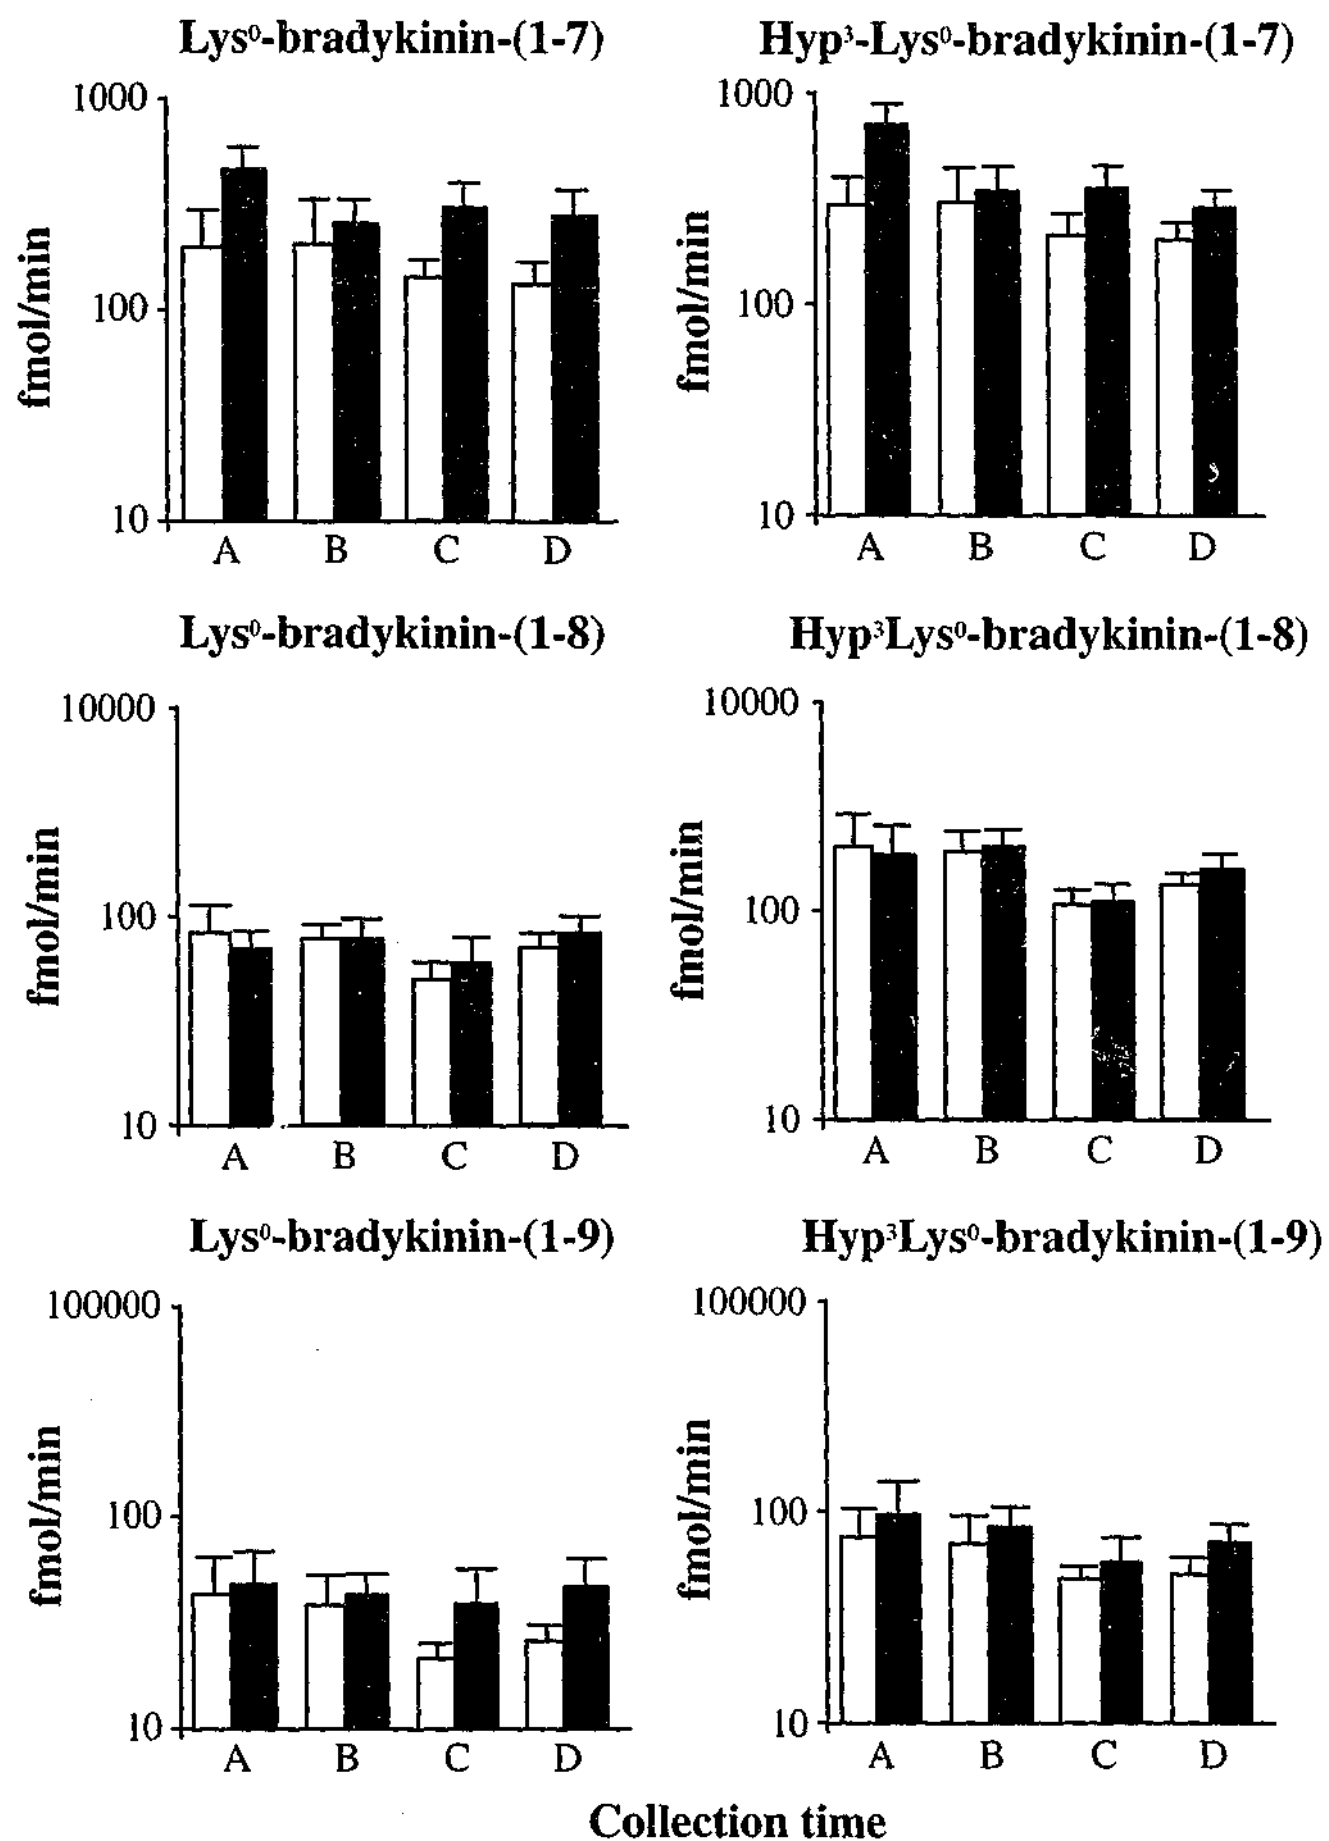 Lys⁰-bradykinin-(1-7)
1000
100
10
fmol/min
A B C D
Hyp³-Lys⁰-bradykinin-(1-7)
1000
100
10
fmol/min
A B C D
Lys⁰-bradykinin-(1-8)
10000
100
10
fmol/min
A B C D
Hyp³Lys⁰-bradykinin-(1-8)
10000
100
10
fmol/min
A B C D
Lys⁰-bradykinin-(1-9)
100000
100
10
fmol/min
A B C D
Hyp³Lys⁰-bradykinin-(1-9)
100000
100
10
fmol/min
A B C D
Collection time